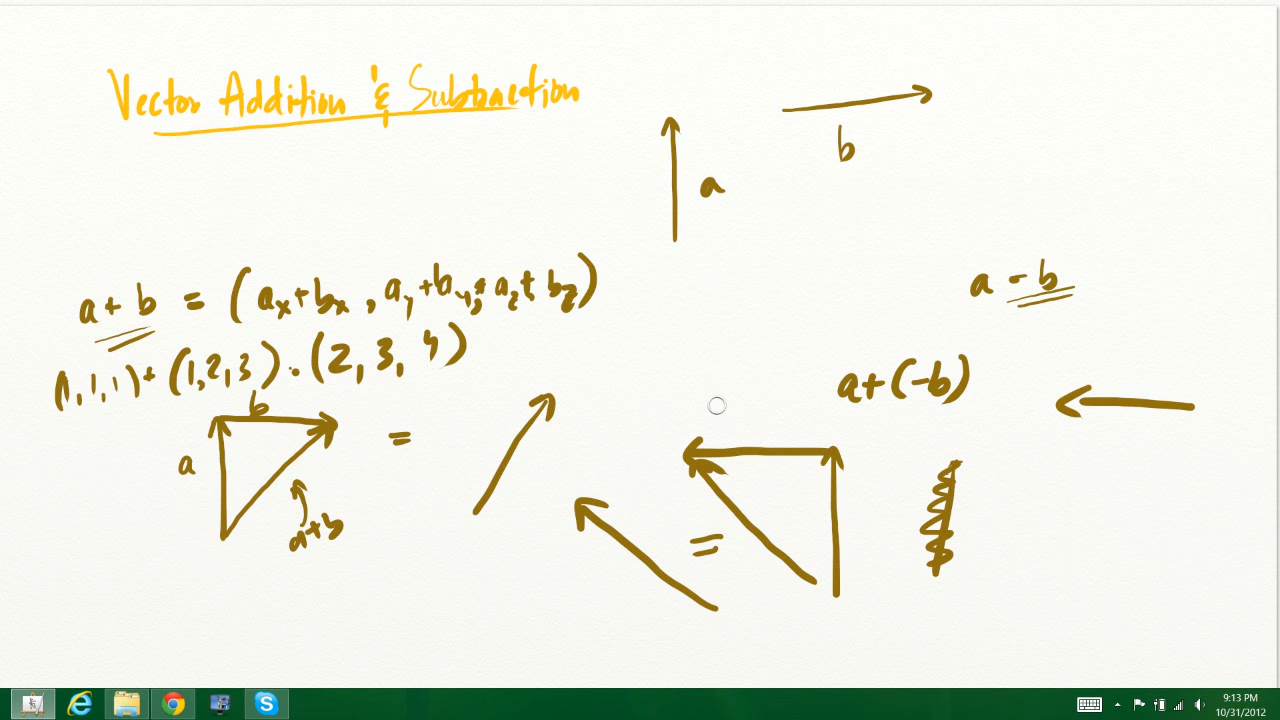 Vector Addition & Subtraction
b
a
a + b = (ax+bx , ay+by, az+ bz)
a - b
(1,1,1)+(1,2,3).(2,3,4)
a+(-b)
b
=
a
a+b
=
9:13 PM
10/31/2012